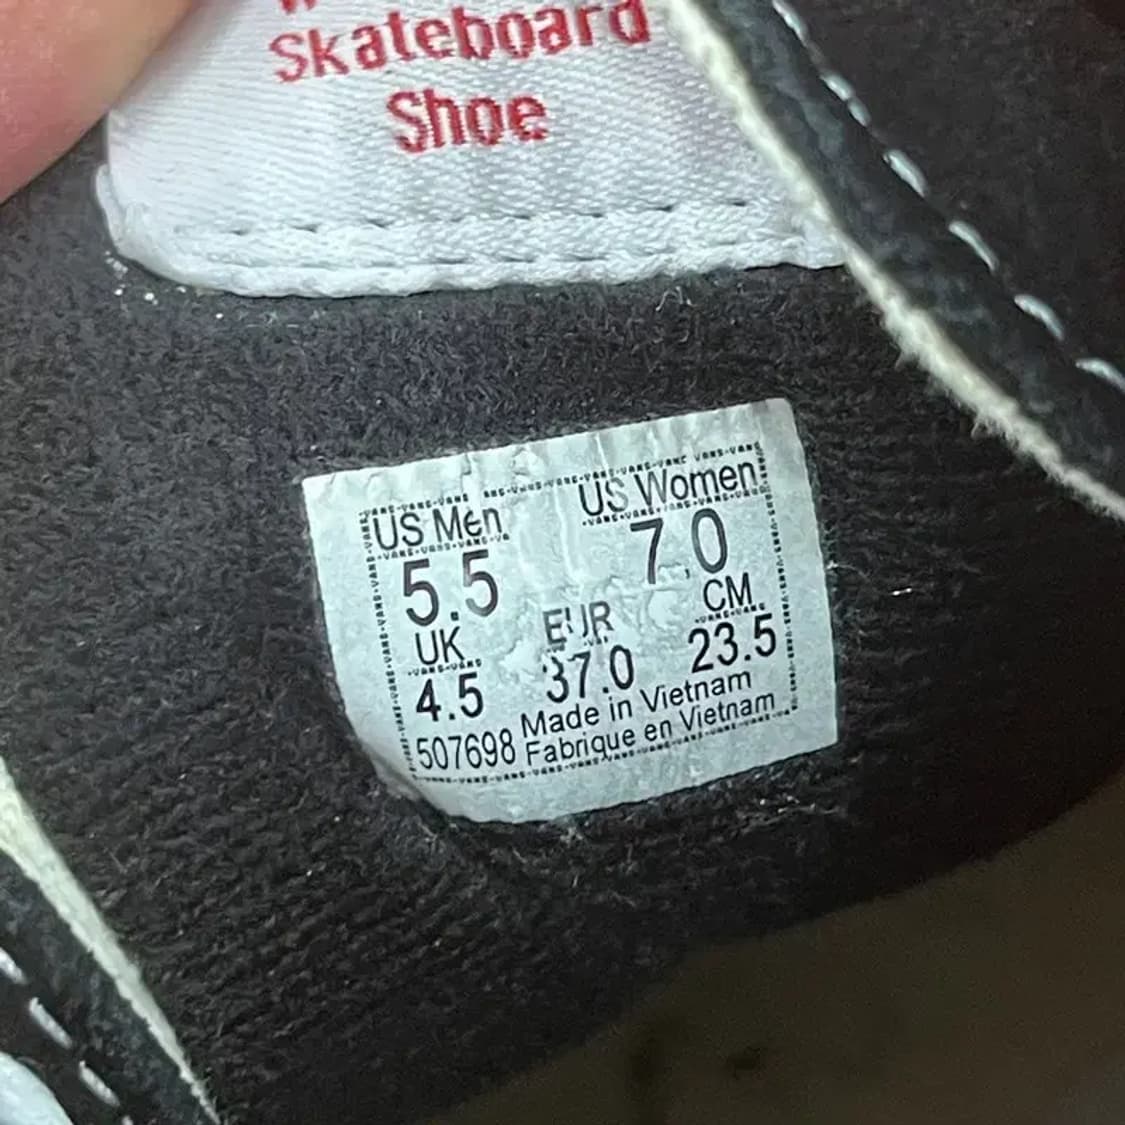 Skateboard
Shoe
US Men US Women
5.5 7.0
UK EUR CM
4.5 37.0 23.5
Made in Vietnam
507698 Fabrique en Vietnam